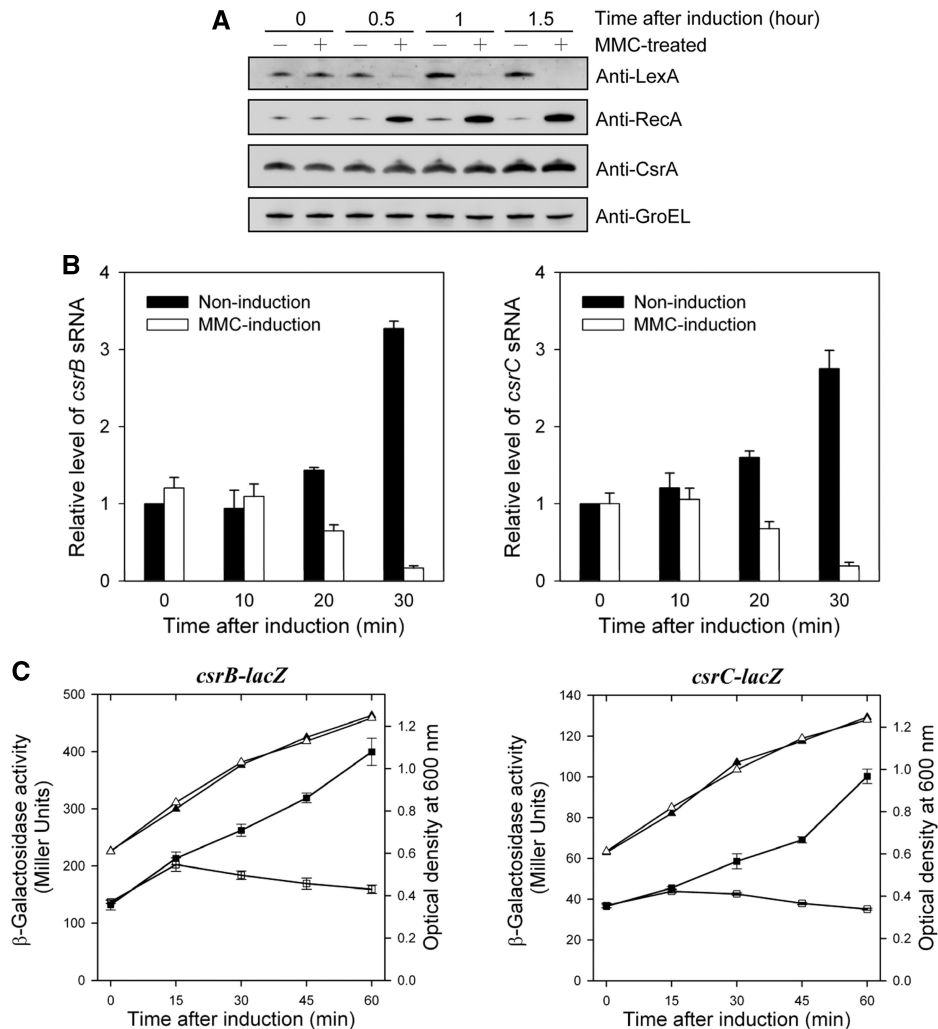 A
0 0.5 1 1.5 Time after induction (hour)
− + − + − + − + MMC-treated
Anti-LexA
Anti-RecA
Anti-CsrA
Anti-GroEL
B
Relative level of csrB sRNA
4
3
2
1
0
Non-induction
MMC-induction
0 10 20 30
Time after induction (min)
Relative level of csrC sRNA
4
3
2
1
0
Non-induction
MMC-induction
0 10 20 30
Time after induction (min)
C
csrB-lacZ
β-Galactosidase activity
(Miller Units)
500
400
300
200
100
0
1.2
1.0
0.8
0.6
0.4
0.2
0.0
Optical density at 600 nm
0 15 30 45 60
Time after induction (min)
csrC-lacZ
β-Galactosidase activity
(Miller Units)
140
120
100
80
60
40
20
0
1.2
1.0
0.8
0.6
0.4
0.2
0.0
Optical density at 600 nm
0 15 30 45 60
Time after induction (min)